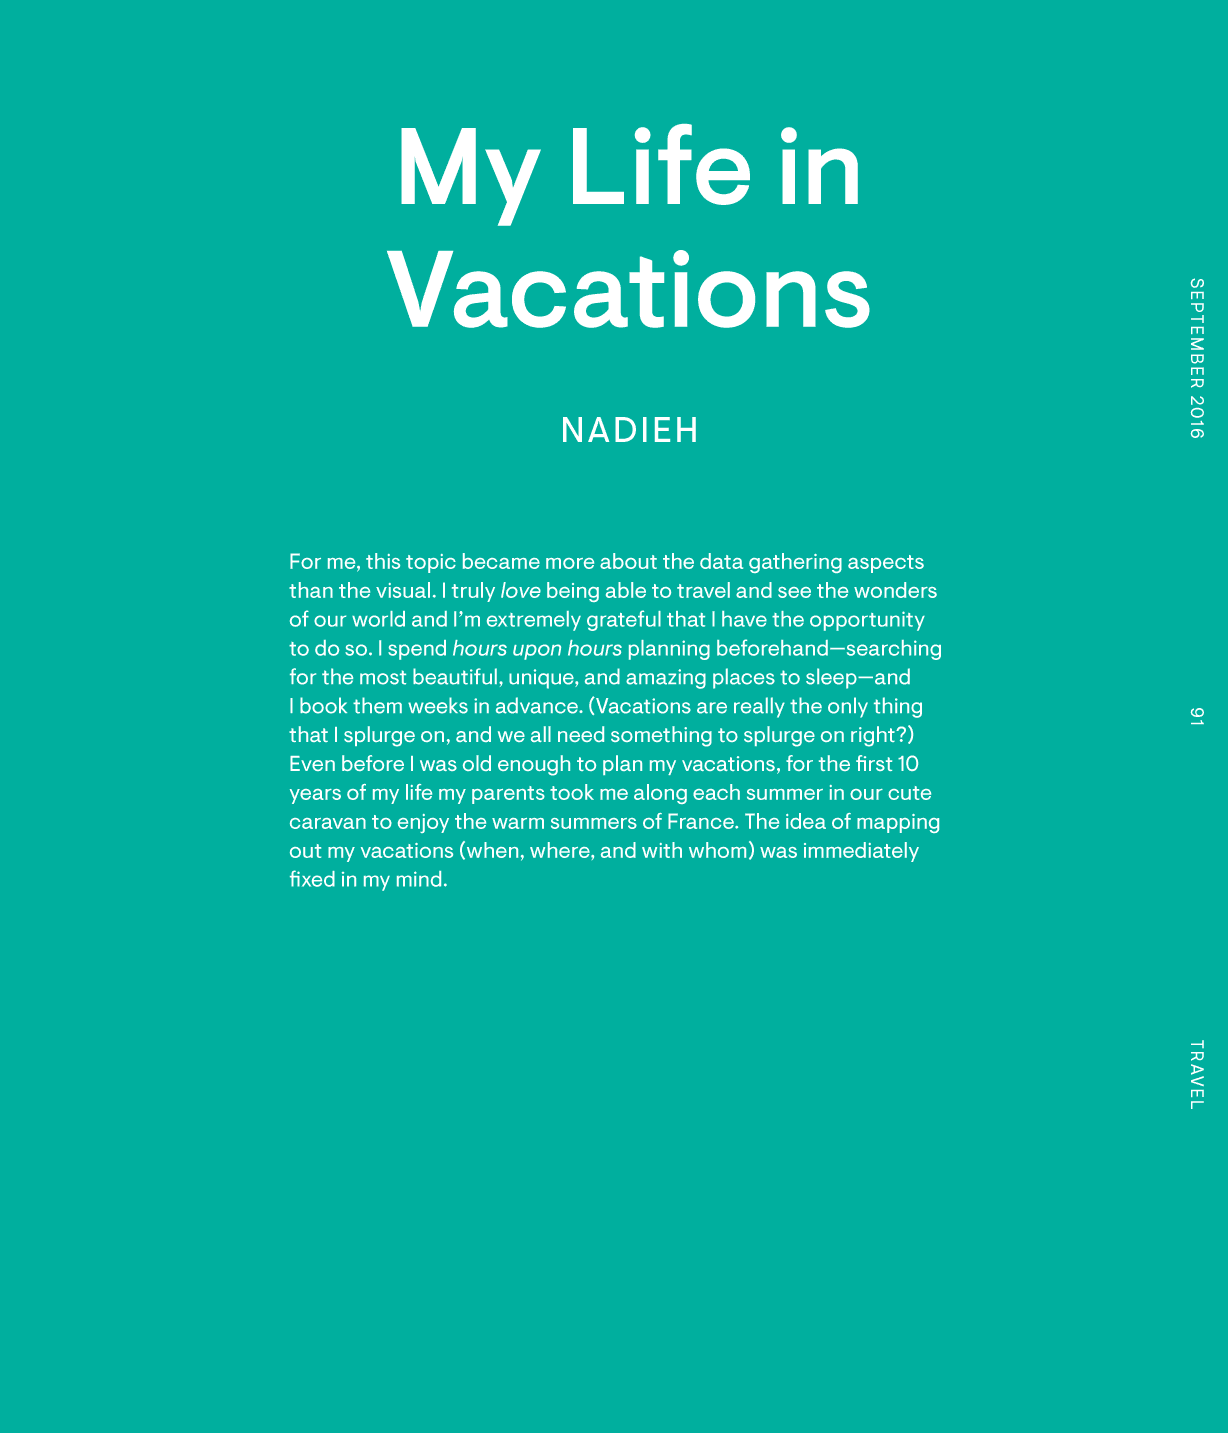 My Life in
Vacations
NADIEH
For me, this topic became more about the data gathering aspects
than the visual. I truly love being able to travel and see the wonders
of our world and I’m extremely grateful that I have the opportunity
to do so. I spend hours upon hours planning beforehand—searching
for the most beautiful, unique, and amazing places to sleep—and
I book them weeks in advance. (Vacations are really the only thing
that I splurge on, and we all need something to splurge on right?)
Even before I was old enough to plan my vacations, for the first 10
years of my life my parents took me along each summer in our cute
caravan to enjoy the warm summers of France. The idea of mapping
out my vacations (when, where, and with whom) was immediately
fixed in my mind.
SEPTEMBER 2016
91
TRAVEL